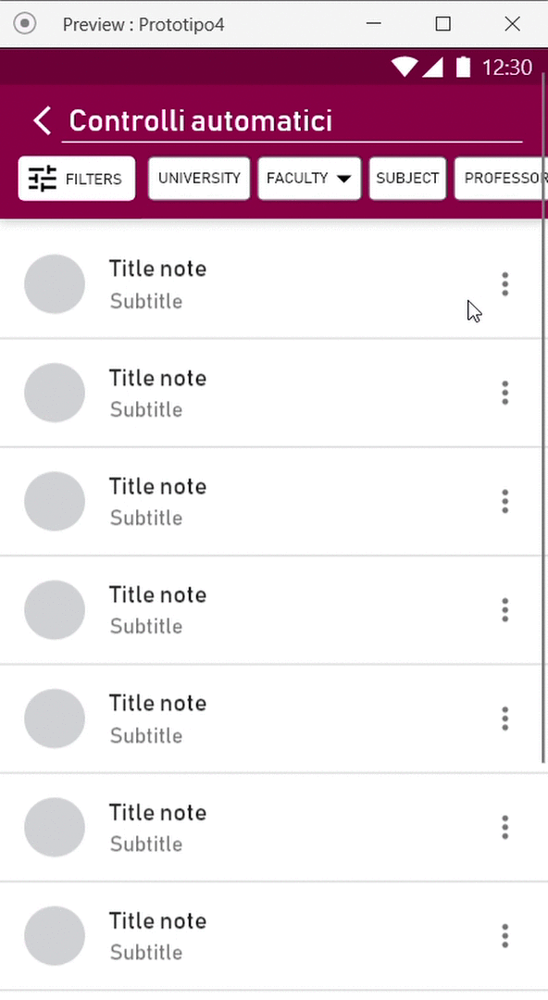 Preview : Prototipo4
12:30
Controlli automatici
FILTERS UNIVERSITY FACULTY SUBJECT PROFESSOR
Title note
Subtitle
Title note
Subtitle
Title note
Subtitle
Title note
Subtitle
Title note
Subtitle
Title note
Subtitle
Title note
Subtitle